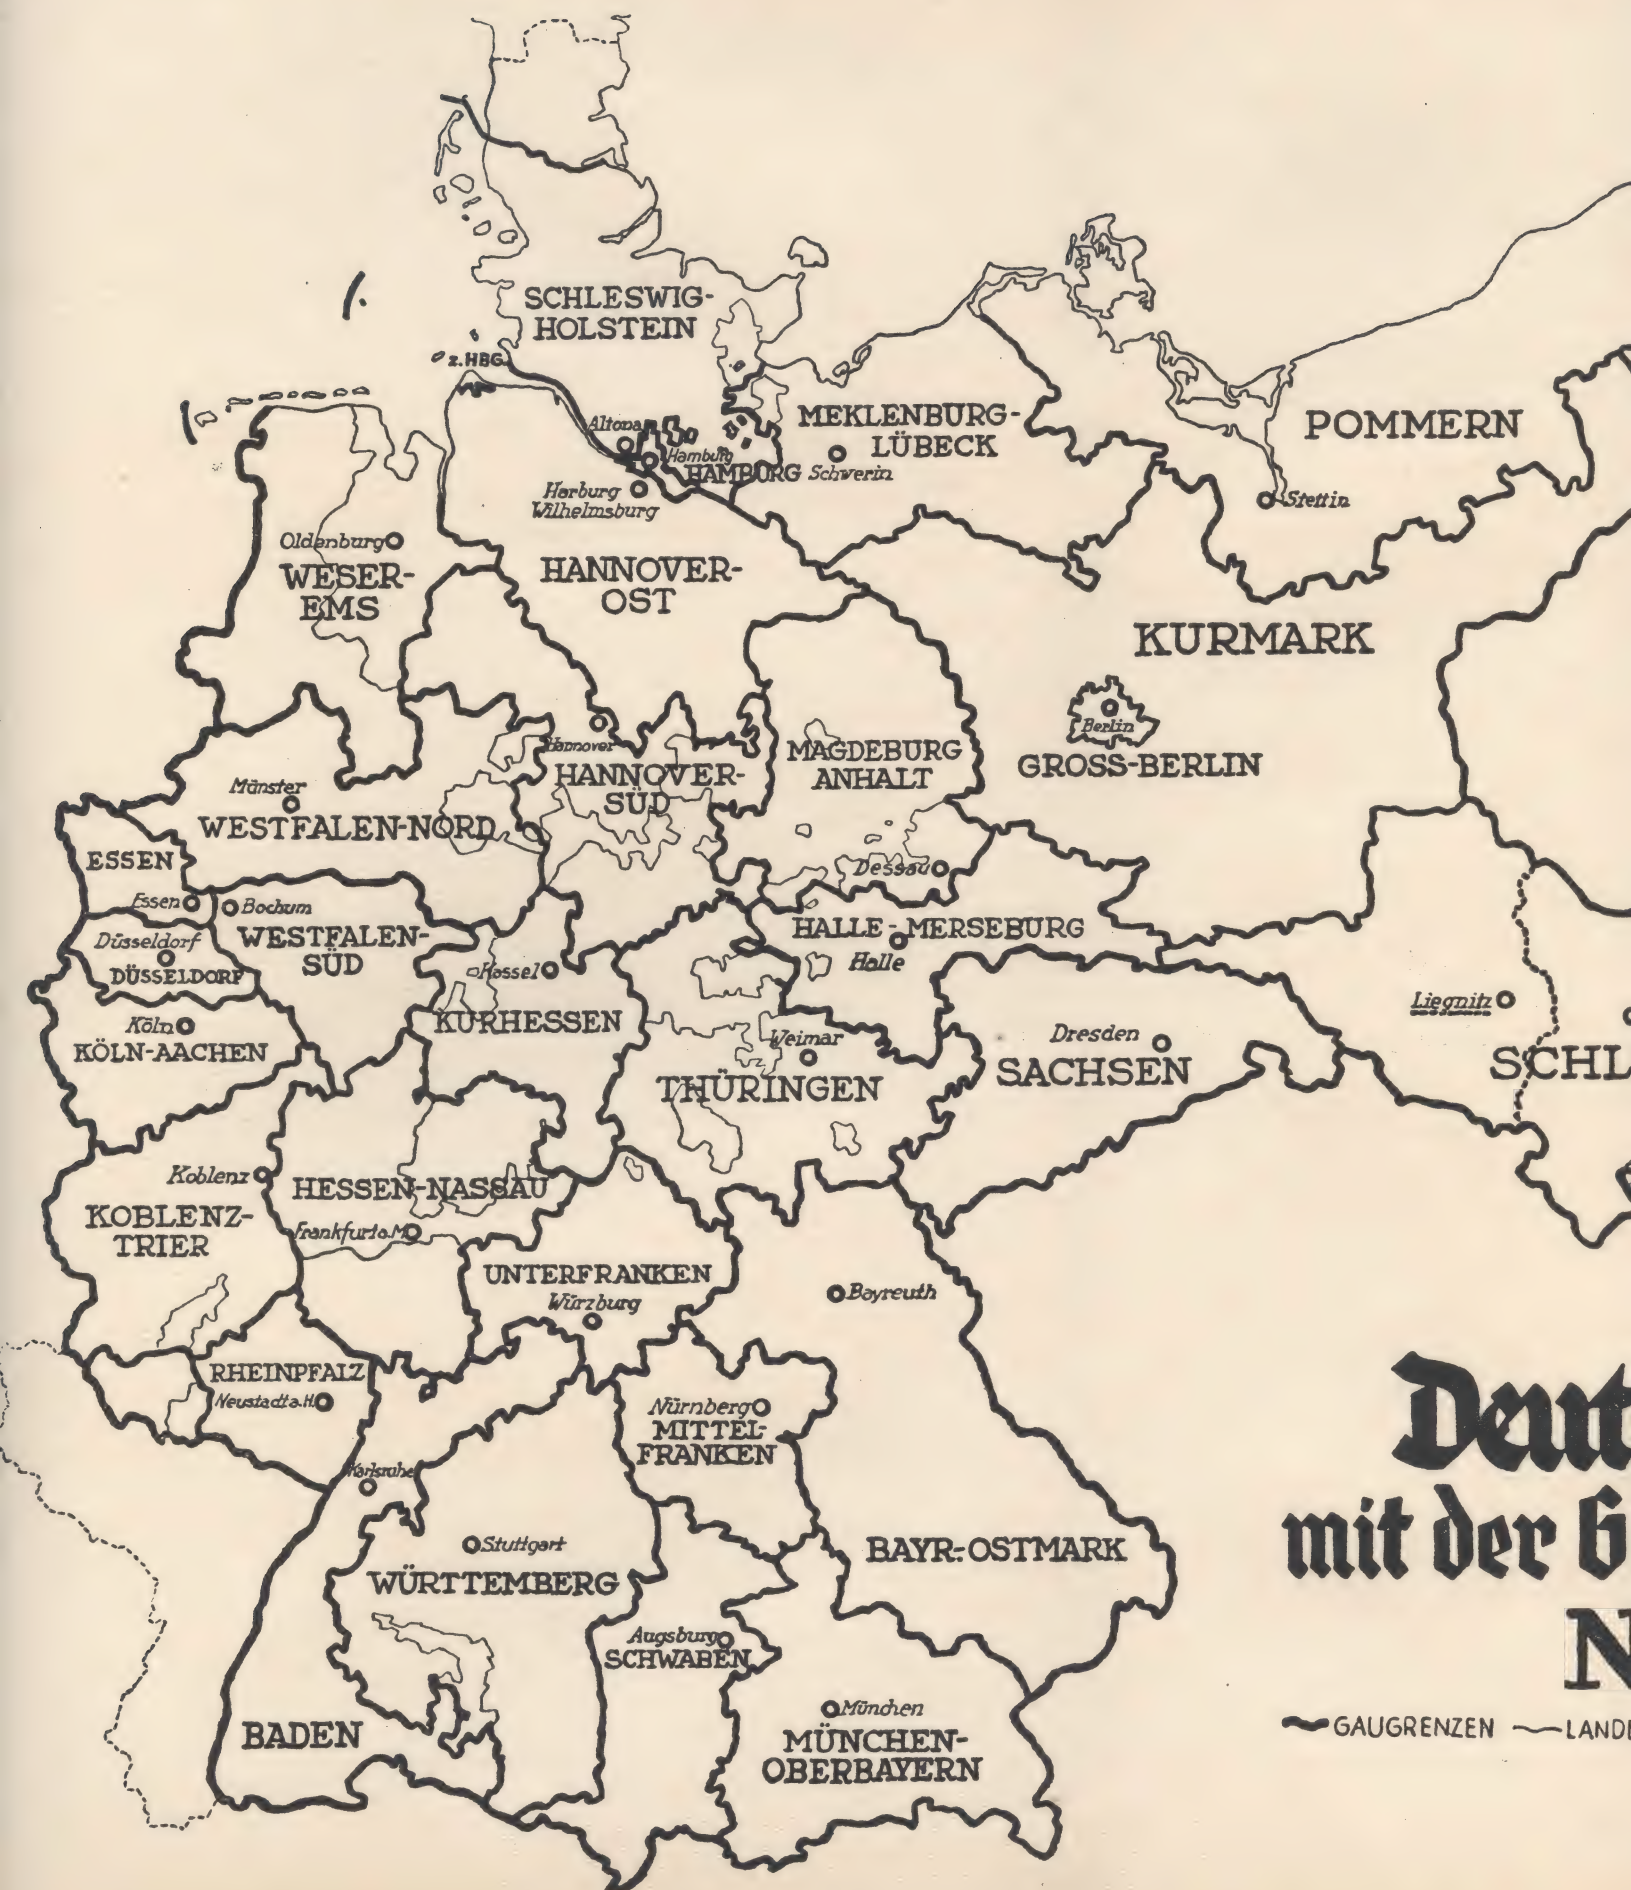 SCHLESWIG-
HOLSTEIN
z.HBG.
Altona
Hamburg
HAMBURG
MEKLENBURG-
LÜBECK
Schwerin
POMMERN
Stettin
Harburg
Wilhelmsburg
Oldenburg
WESER-
EMS
HANNOVER-
OST
KURMARK
Berlin
GROSS-BERLIN
Hannover
HANNOVER-
SÜD
MAGDEBURG
ANHALT
Dessau
Münster
WESTFALEN-NORD
ESSEN
Essen
Bochum
WESTFALEN-
SÜD
Düsseldorf
DÜSSELDORF
HALLE-MERSEBURG
Halle
Kassel
KURHESSEN
Köln
KÖLN-AACHEN
Weimar
THÜRINGEN
Dresden
SACHSEN
Liegnitz
SCHL
Koblenz
KOBLENZ-
TRIER
HESSEN-NASSAU
Frankfurt a.M
UNTERFRANKEN
Würzburg
Bayreuth
RHEINPFALZ
Neustadt a.H.
Nürnberg
MITTEL-
FRANKEN
Karlsruhe
Stuttgart
WÜRTTEMBERG
BAYR.-OSTMARK
Augsburg
SCHWABEN
BADEN
München
MÜNCHEN-
OBERBAYERN
Deut
mit der G
N
GAUGRENZEN LANDE